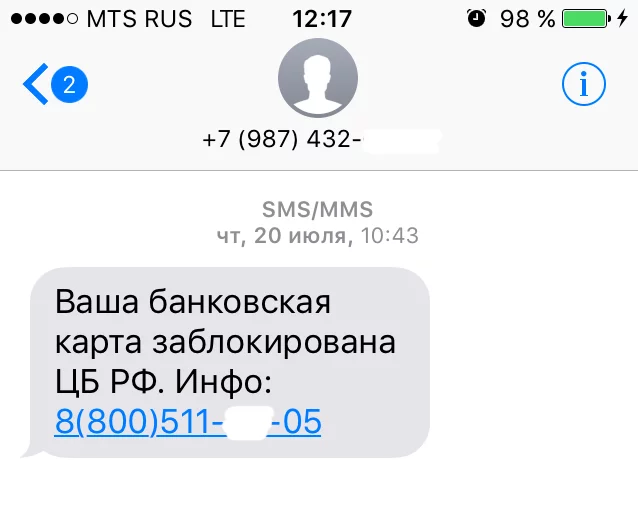 MTS RUS LTE 12:17 98 %
2
i
+7 (987) 432-
SMS/MMS
чт, 20 июля, 10:43
Ваша банковская
карта заблокирована
ЦБ РФ. Инфо:
8(800)511- -05